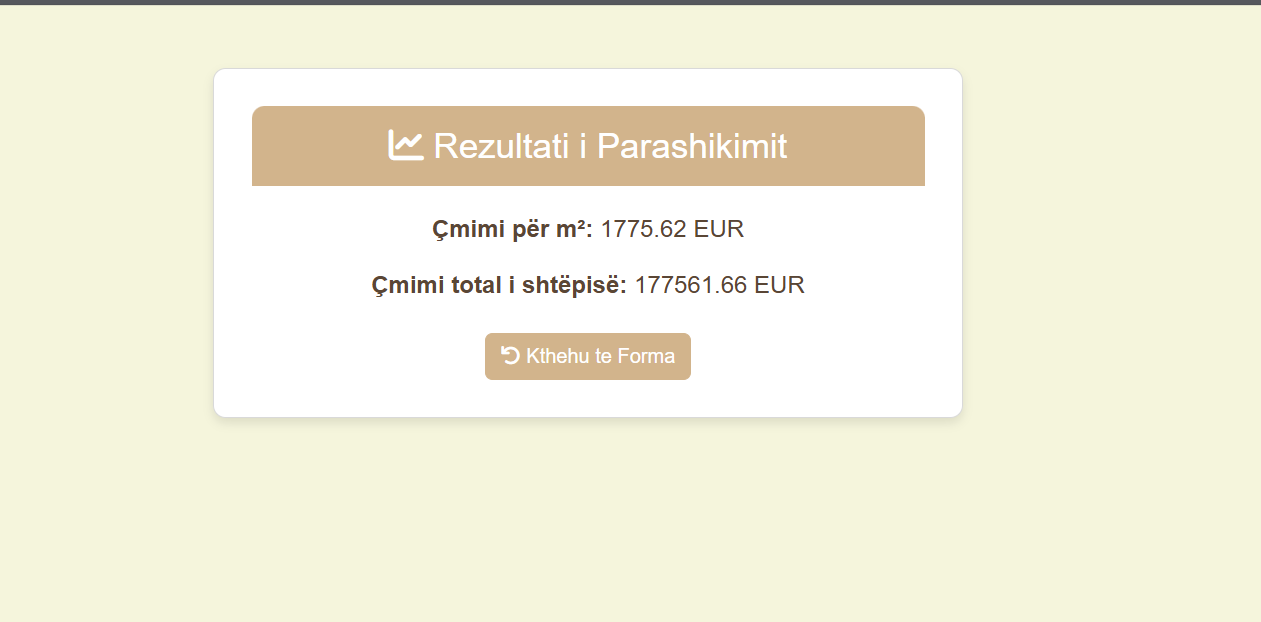 Rezultati i Parashikimit
Çmimi për m²: 1775.62 EUR
Çmimi total i shtëpisë: 177561.66 EUR
Kthehu te Forma